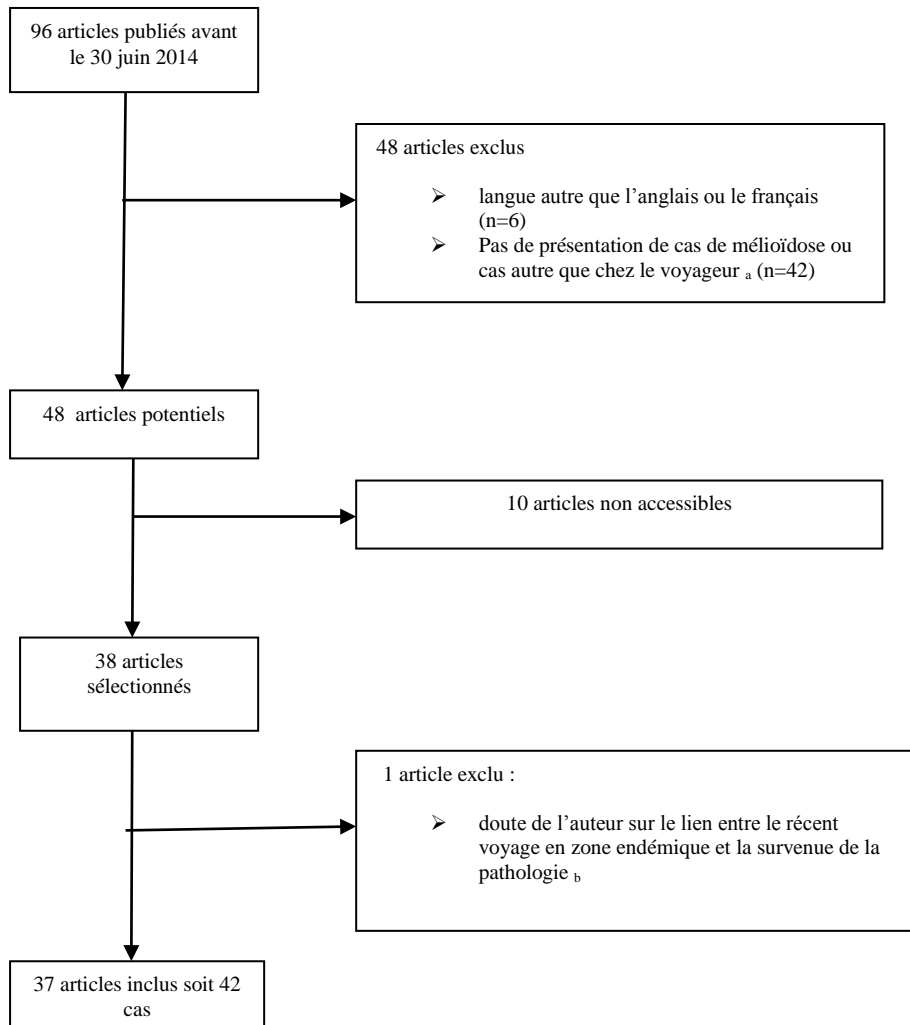 96 articles publiés avant
le 30 juin 2014
48 articles exclus
➢ langue autre que l’anglais ou le français
(n=6)
➢ Pas de présentation de cas de mélioïdose ou
cas autre que chez le voyageur a (n=42)
48 articles potentiels
10 articles non accessibles
38 articles
sélectionnés
1 article exclu :
➢ doute de l’auteur sur le lien entre le récent
voyage en zone endémique et la survenue de la
pathologie b
37 articles inclus soit 42
cas